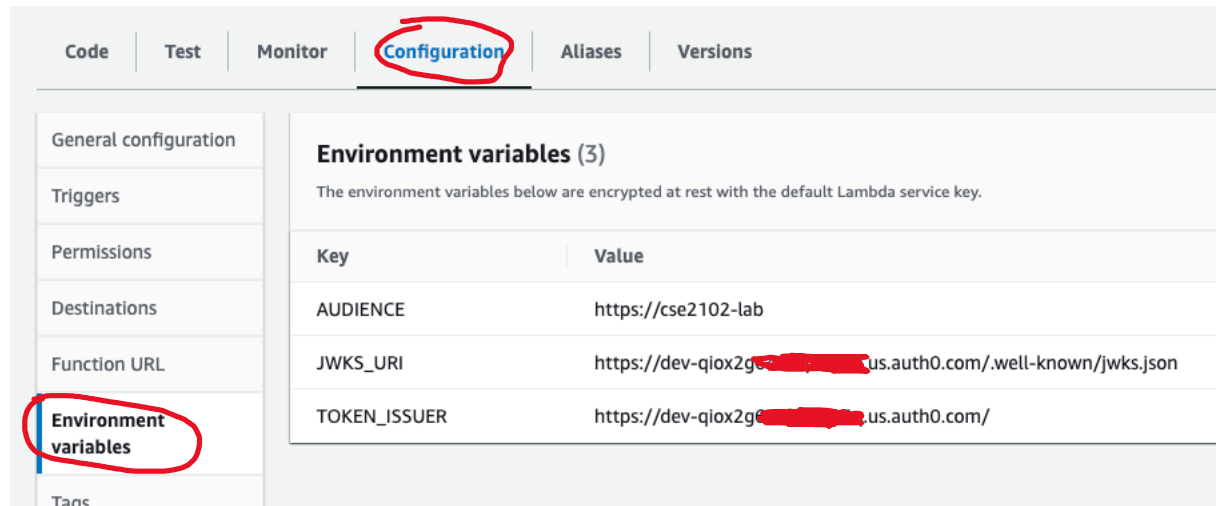 Code Test Monitor Configuration Aliases Versions
General configuration
Triggers
Permissions
Destinations
Function URL
Environment
variables
Tags
Environment variables (3)
The environment variables below are encrypted at rest with the default Lambda service key.
Key Value
AUDIENCE https://cse2102-lab
JWKS_URI https://dev-qiox2g .us.auth0.com/.well-known/jwks.json
TOKEN_ISSUER https://dev-qiox2g .us.auth0.com/